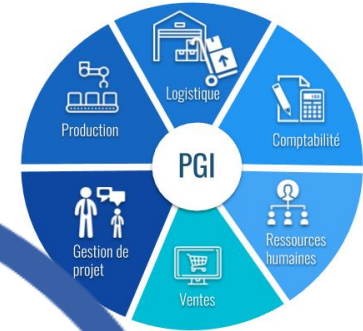 Logistique
Production
Comptabilité
PGI
Gestion de
projet
Ressources
humaines
Ventes